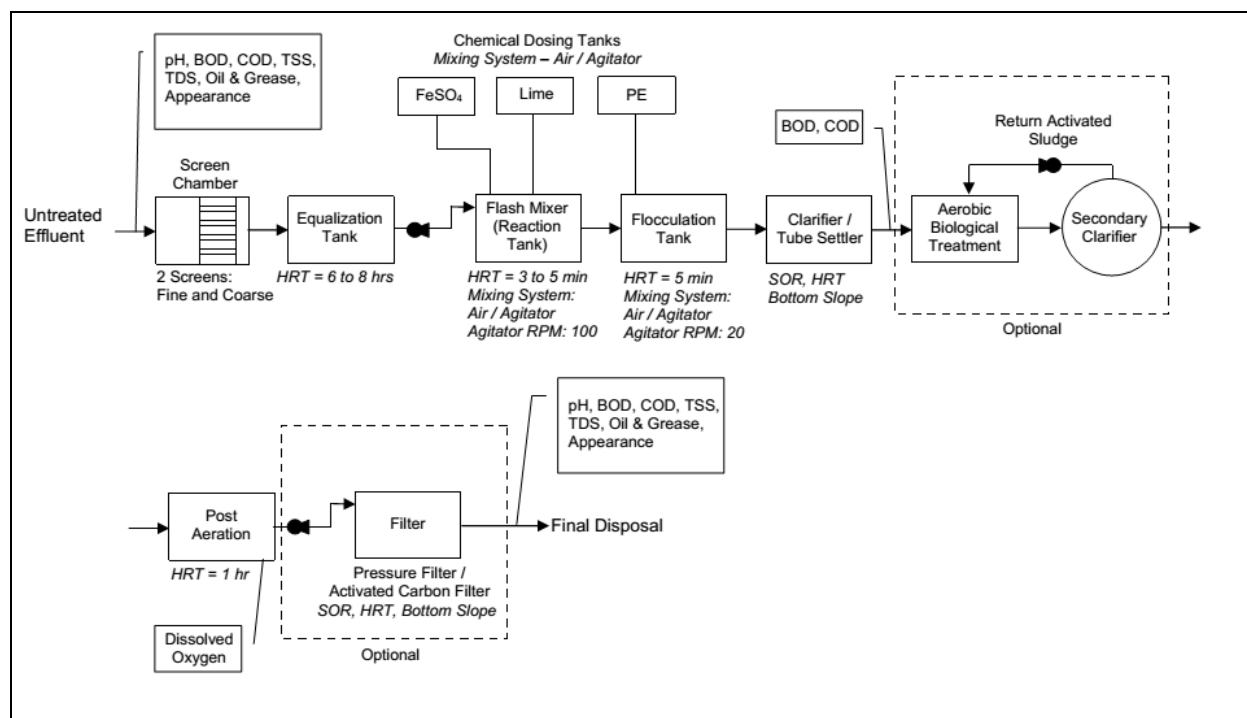 pH, BOD, COD, TSS,
TDS, Oil & Grease,
Appearance
Chemical Dosing Tanks
Mixing System – Air / Agitator
FeSO₄
Lime
PE
BOD, COD
Return Activated
Sludge
Screen
Chamber
Untreated
Effluent
2 Screens:
Fine and Coarse
Equalization
Tank
HRT = 6 to 8 hrs
Flash Mixer
(Reaction
Tank)
HRT = 3 to 5 min
Mixing System:
Air / Agitator
Agitator RPM: 100
Flocculation
Tank
HRT = 5 min
Mixing System:
Air / Agitator
Agitator RPM: 20
Clarifier /
Tube Settler
SOR, HRT
Bottom Slope
Aerobic
Biological
Treatment
Secondary
Clarifier
Optional
pH, BOD, COD, TSS,
TDS, Oil & Grease,
Appearance
Post
Aeration
HRT = 1 hr
Filter
Final Disposal
Pressure Filter /
Activated Carbon Filter
SOR, HRT, Bottom Slope
Dissolved
Oxygen
Optional